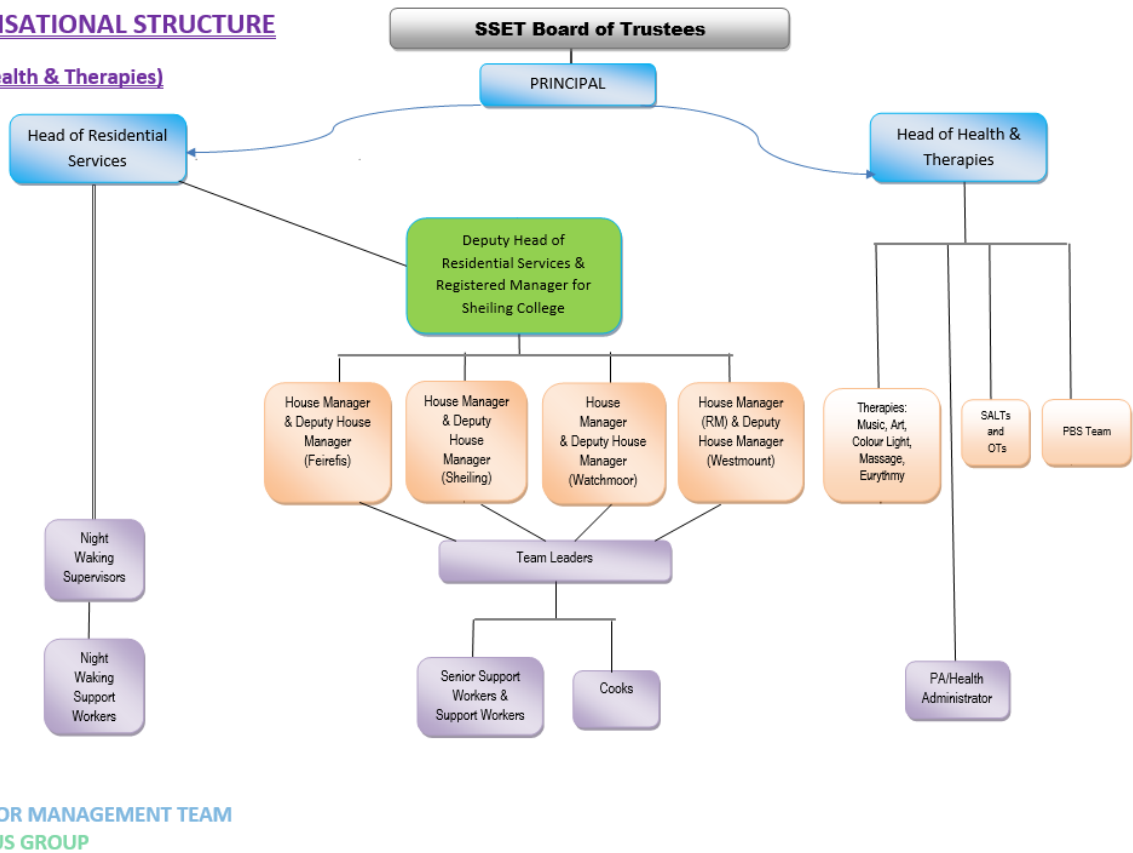 ISATIONAL STRUCTURE
SSET Board of Trustees
ealth & Therapies)
PRINCIPAL
Head of Residential
Services
Head of Health &
Therapies
Deputy Head of
Residential Services &
Registered Manager for
Sheiling College
House Manager
& Deputy House
Manager
(Feirefis)
House Manager
& Deputy
House
Manager
(Sheiling)
House
Manager
& Deputy House
Manager
(Watchmoor)
House Manager
(RM) & Deputy
House Manager
(Westmount)
Therapies:
Music, Art,
Colour Light,
Massage,
Eurythmy
SALTs
and
OTs
PBS Team
Night
Waking
Supervisors
Team Leaders
Night
Waking
Support
Workers
Senior Support
Workers &
Support Workers
Cooks
PA/Health
Administrator
OR MANAGEMENT TEAM
US GROUP